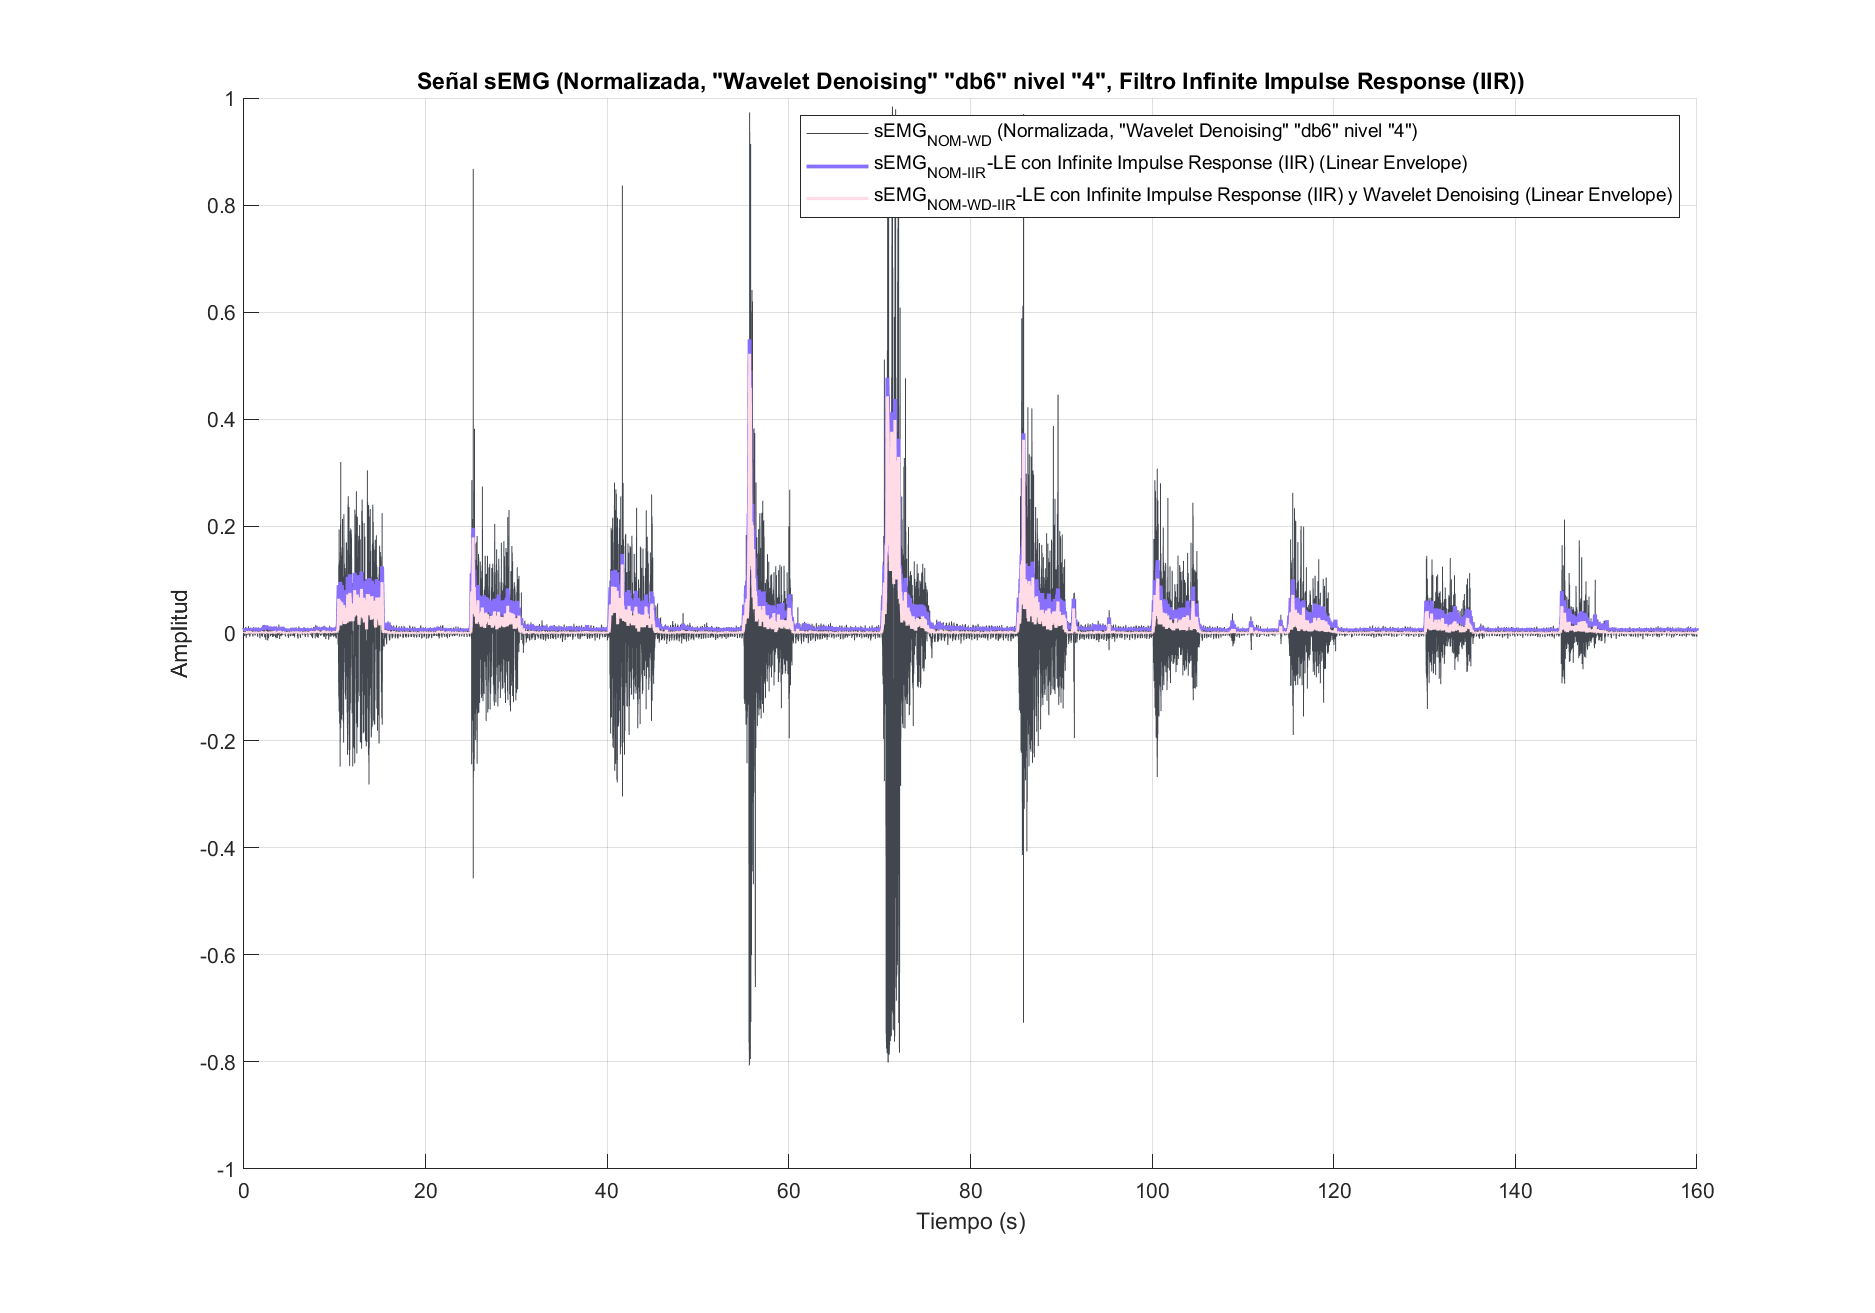 Señal sEMG (Normalizada, "Wavelet Denoising" "db6" nivel "4", Filtro Infinite Impulse Response (IIR))
sEMG_NOM-WD (Normalizada, "Wavelet Denoising" "db6" nivel "4")
sEMG_NOM-IIR-LE con Infinite Impulse Response (IIR) (Linear Envelope)
sEMG_NOM-WD-IIR-LE con Infinite Impulse Response (IIR) y Wavelet Denoising (Linear Envelope)
1
0.8
0.6
0.4
0.2
0
-0.2
-0.4
-0.6
-0.8
-1
Amplitud
0 20 40 60 80 100 120 140 160
Tiempo (s)